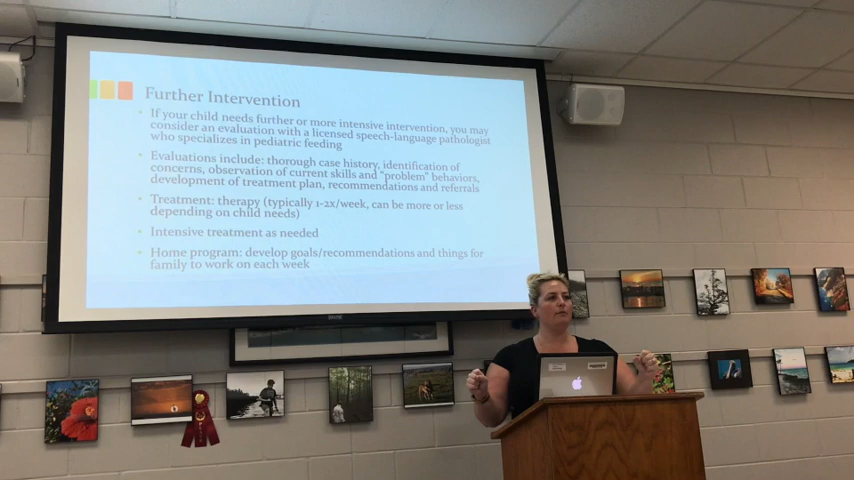 Further Intervention
If your child needs further or more intensive intervention, you may
consider an evaluation with a licensed speech-language pathologist
who specializes in pediatric feeding
Evaluations include: thorough case history, identification of
concerns, observation of current skills and "problem" behaviors,
development of treatment plan, recommendations and referrals
Treatment: therapy (typically 1-2x/week, can be more or less
depending on child needs)
Intensive treatment as needed
Home program: develop goals/recommendations and things for
family to work on each week